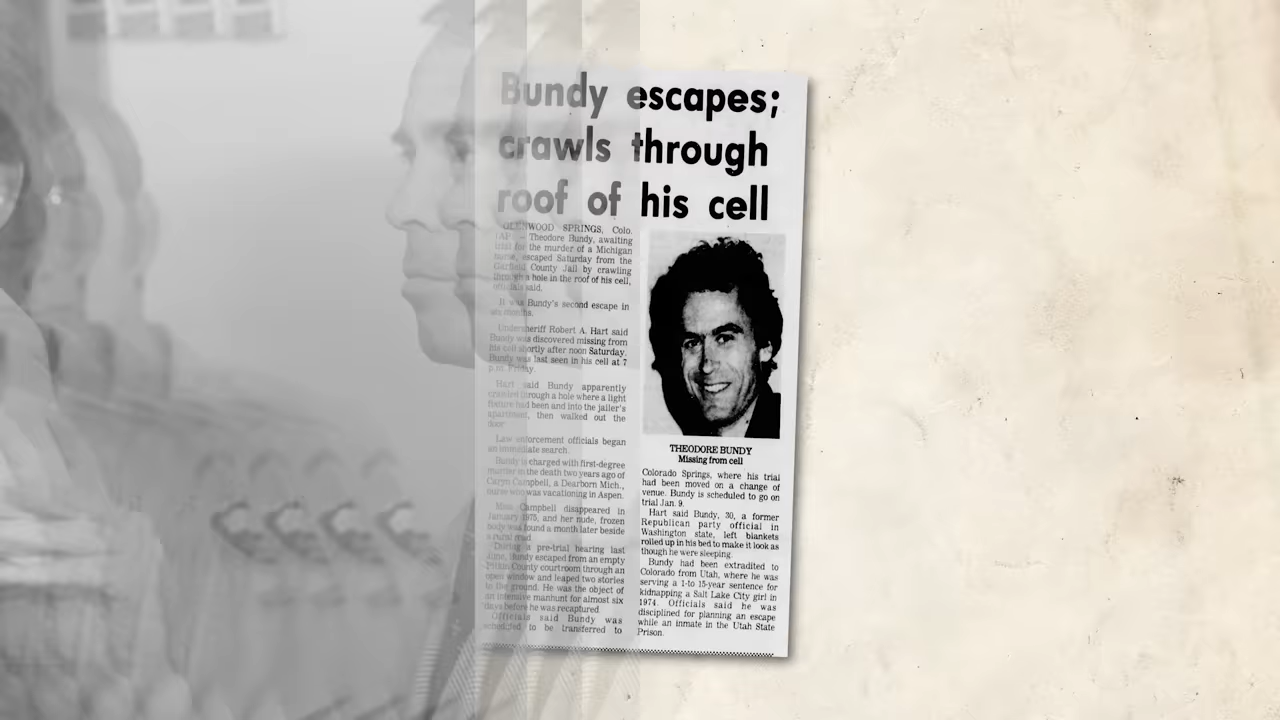 Bundy escapes;
crawls through
roof of his cell
GLENWOOD SPRINGS, Colo.
(AP) — Theodore Bundy, awaiting
trial for the murder of a Michigan
nurse, escaped Saturday from the
Garfield County Jail by crawling
through a hole in the roof of his cell,
officials said.
It was Bundy's second escape in
six months.
Undersheriff Robert A. Hart said
Bundy was discovered missing from
his cell shortly after noon Saturday.
Bundy was last seen in his cell at 7
p.m. Friday.
Hart said Bundy apparently
crawled through a hole where a light
fixture had been and into the jailer's
apartment, then walked out the
door.
Law enforcement officials began
an immediate search.
Bundy is charged with first-degree
murder in the death two years ago of
Caryn Campbell, a Dearborn Mich.,
nurse who was vacationing in Aspen.
Miss Campbell disappeared in
January 1975, and her nude, frozen
body was found a month later beside
a rural road.
During a pre-trial hearing last
June, Bundy escaped from an empty
Pitkin County courtroom through an
open window and leaped two stories
to the ground. He was the object of
an intensive manhunt for almost six
days before he was recaptured.
Officials said Bundy was
scheduled to be transferred to
THEODORE BUNDY
Missing from cell
Colorado Springs, where his trial
had been moved on a change of
venue. Bundy is scheduled to go on
trial Jan. 9.
Hart said Bundy, 30, a former
Republican party official in
Washington state, left blankets
rolled up in his bed to make it look as
though he were sleeping.
Bundy had been extradited to
Colorado from Utah, where he was
serving a 1-to 15-year sentence for
kidnapping a Salt Lake City girl in
1974. Officials said he was
disciplined for planning an escape
while an inmate in the Utah State
Prison.